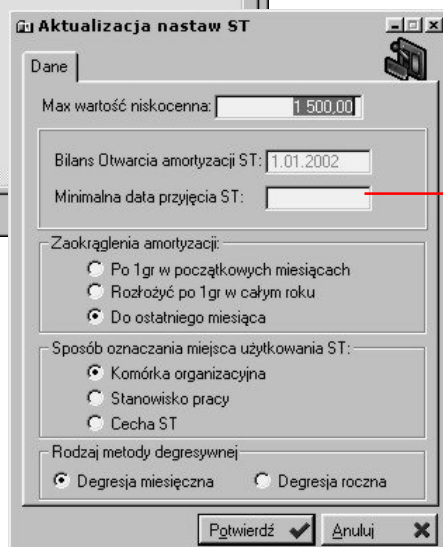 Aktualizacja nastaw ST
Dane
Max wartość niskocenna: 1 500,00
Bilans Otwarcia amortyzacji ST: 1.01.2002
Minimalna data przyjęcia ST:
Zaokrąglenia amortyzacji:
Po 1gr w początkowych miesiącach
Rozłożyć po 1gr w całym roku
Do ostatniego miesiąca
Sposób oznaczania miejsca użytkowania ST:
Komórka organizacyjna
Stanowisko pracy
Cecha ST
Rodzaj metody degresywnej
Degresja miesięczna Degresja roczna
Potwierdź Anuluj